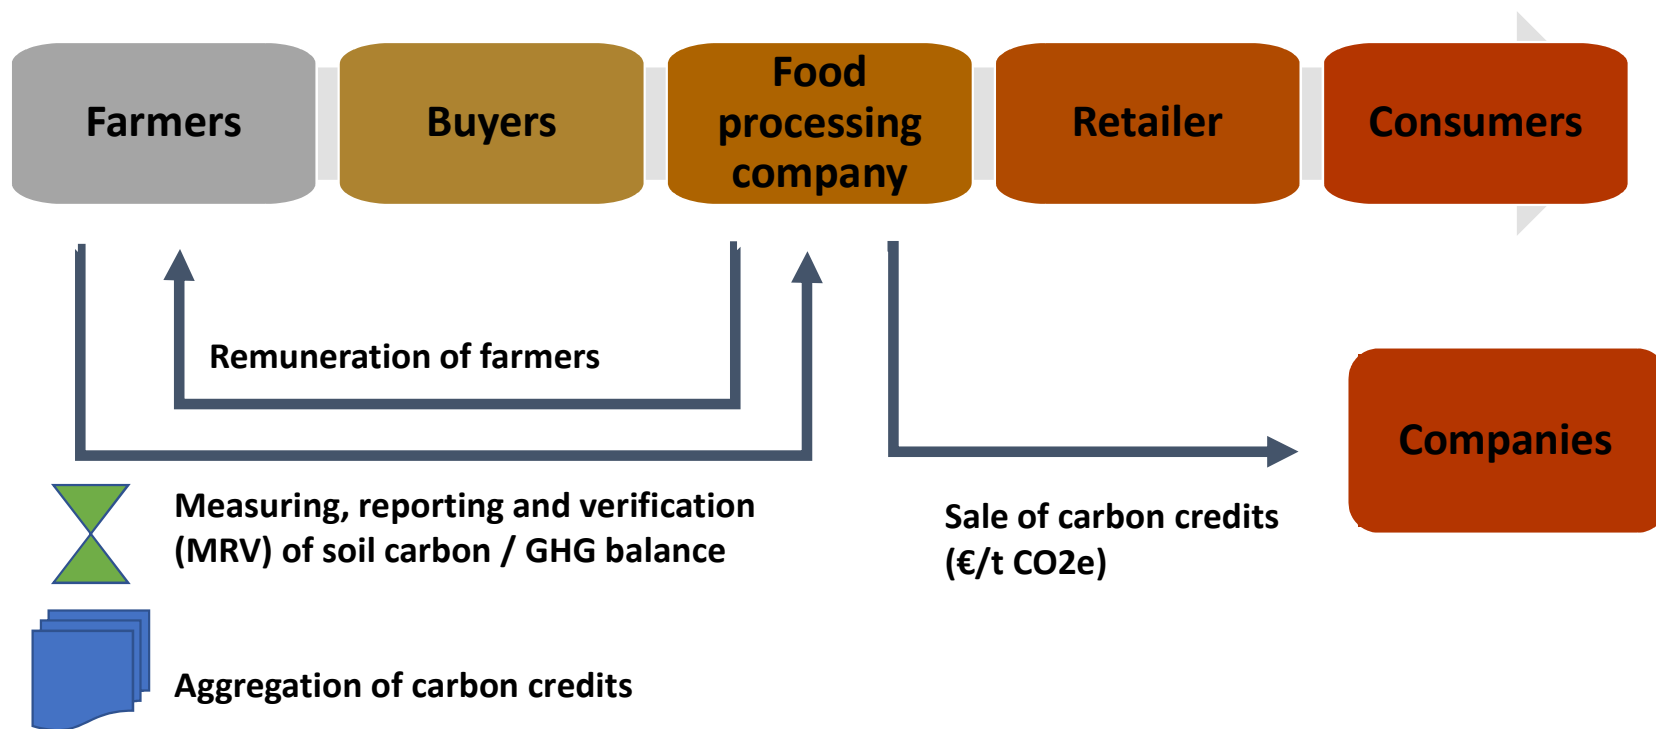 Farmers
Buyers
Food
processing
company
Retailer
Consumers
Remuneration of farmers
Companies
Measuring, reporting and verification
(MRV) of soil carbon / GHG balance
Sale of carbon credits
(€/t CO2e)
Aggregation of carbon credits